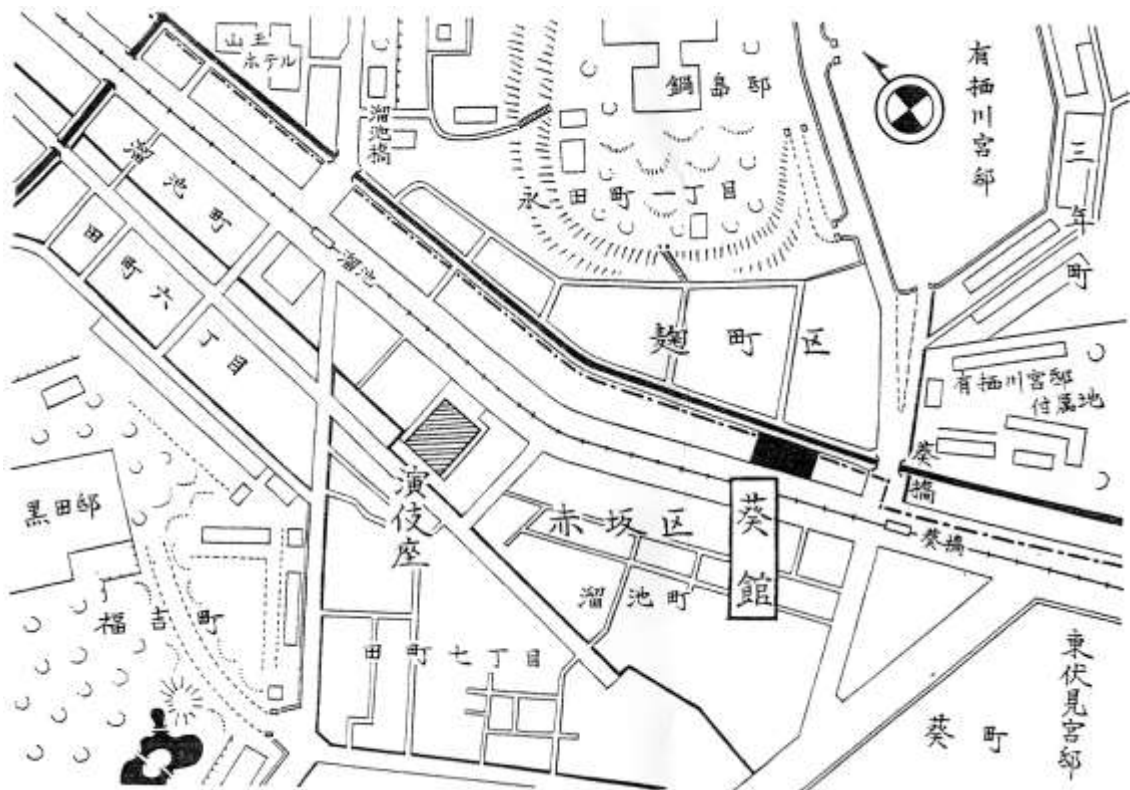 山王
ホテル
溜池橋
鍋島邸
有栖川宮邸
三年町
永田町一丁目
溜池町
溜池
田町六丁目
麹町区
有栖川宮邸
付属地
葵橋
黒田邸
演伎座
赤坂区
葵館
葵橋
福吉町
溜池町
田町七丁目
葵町
東伏見宮邸